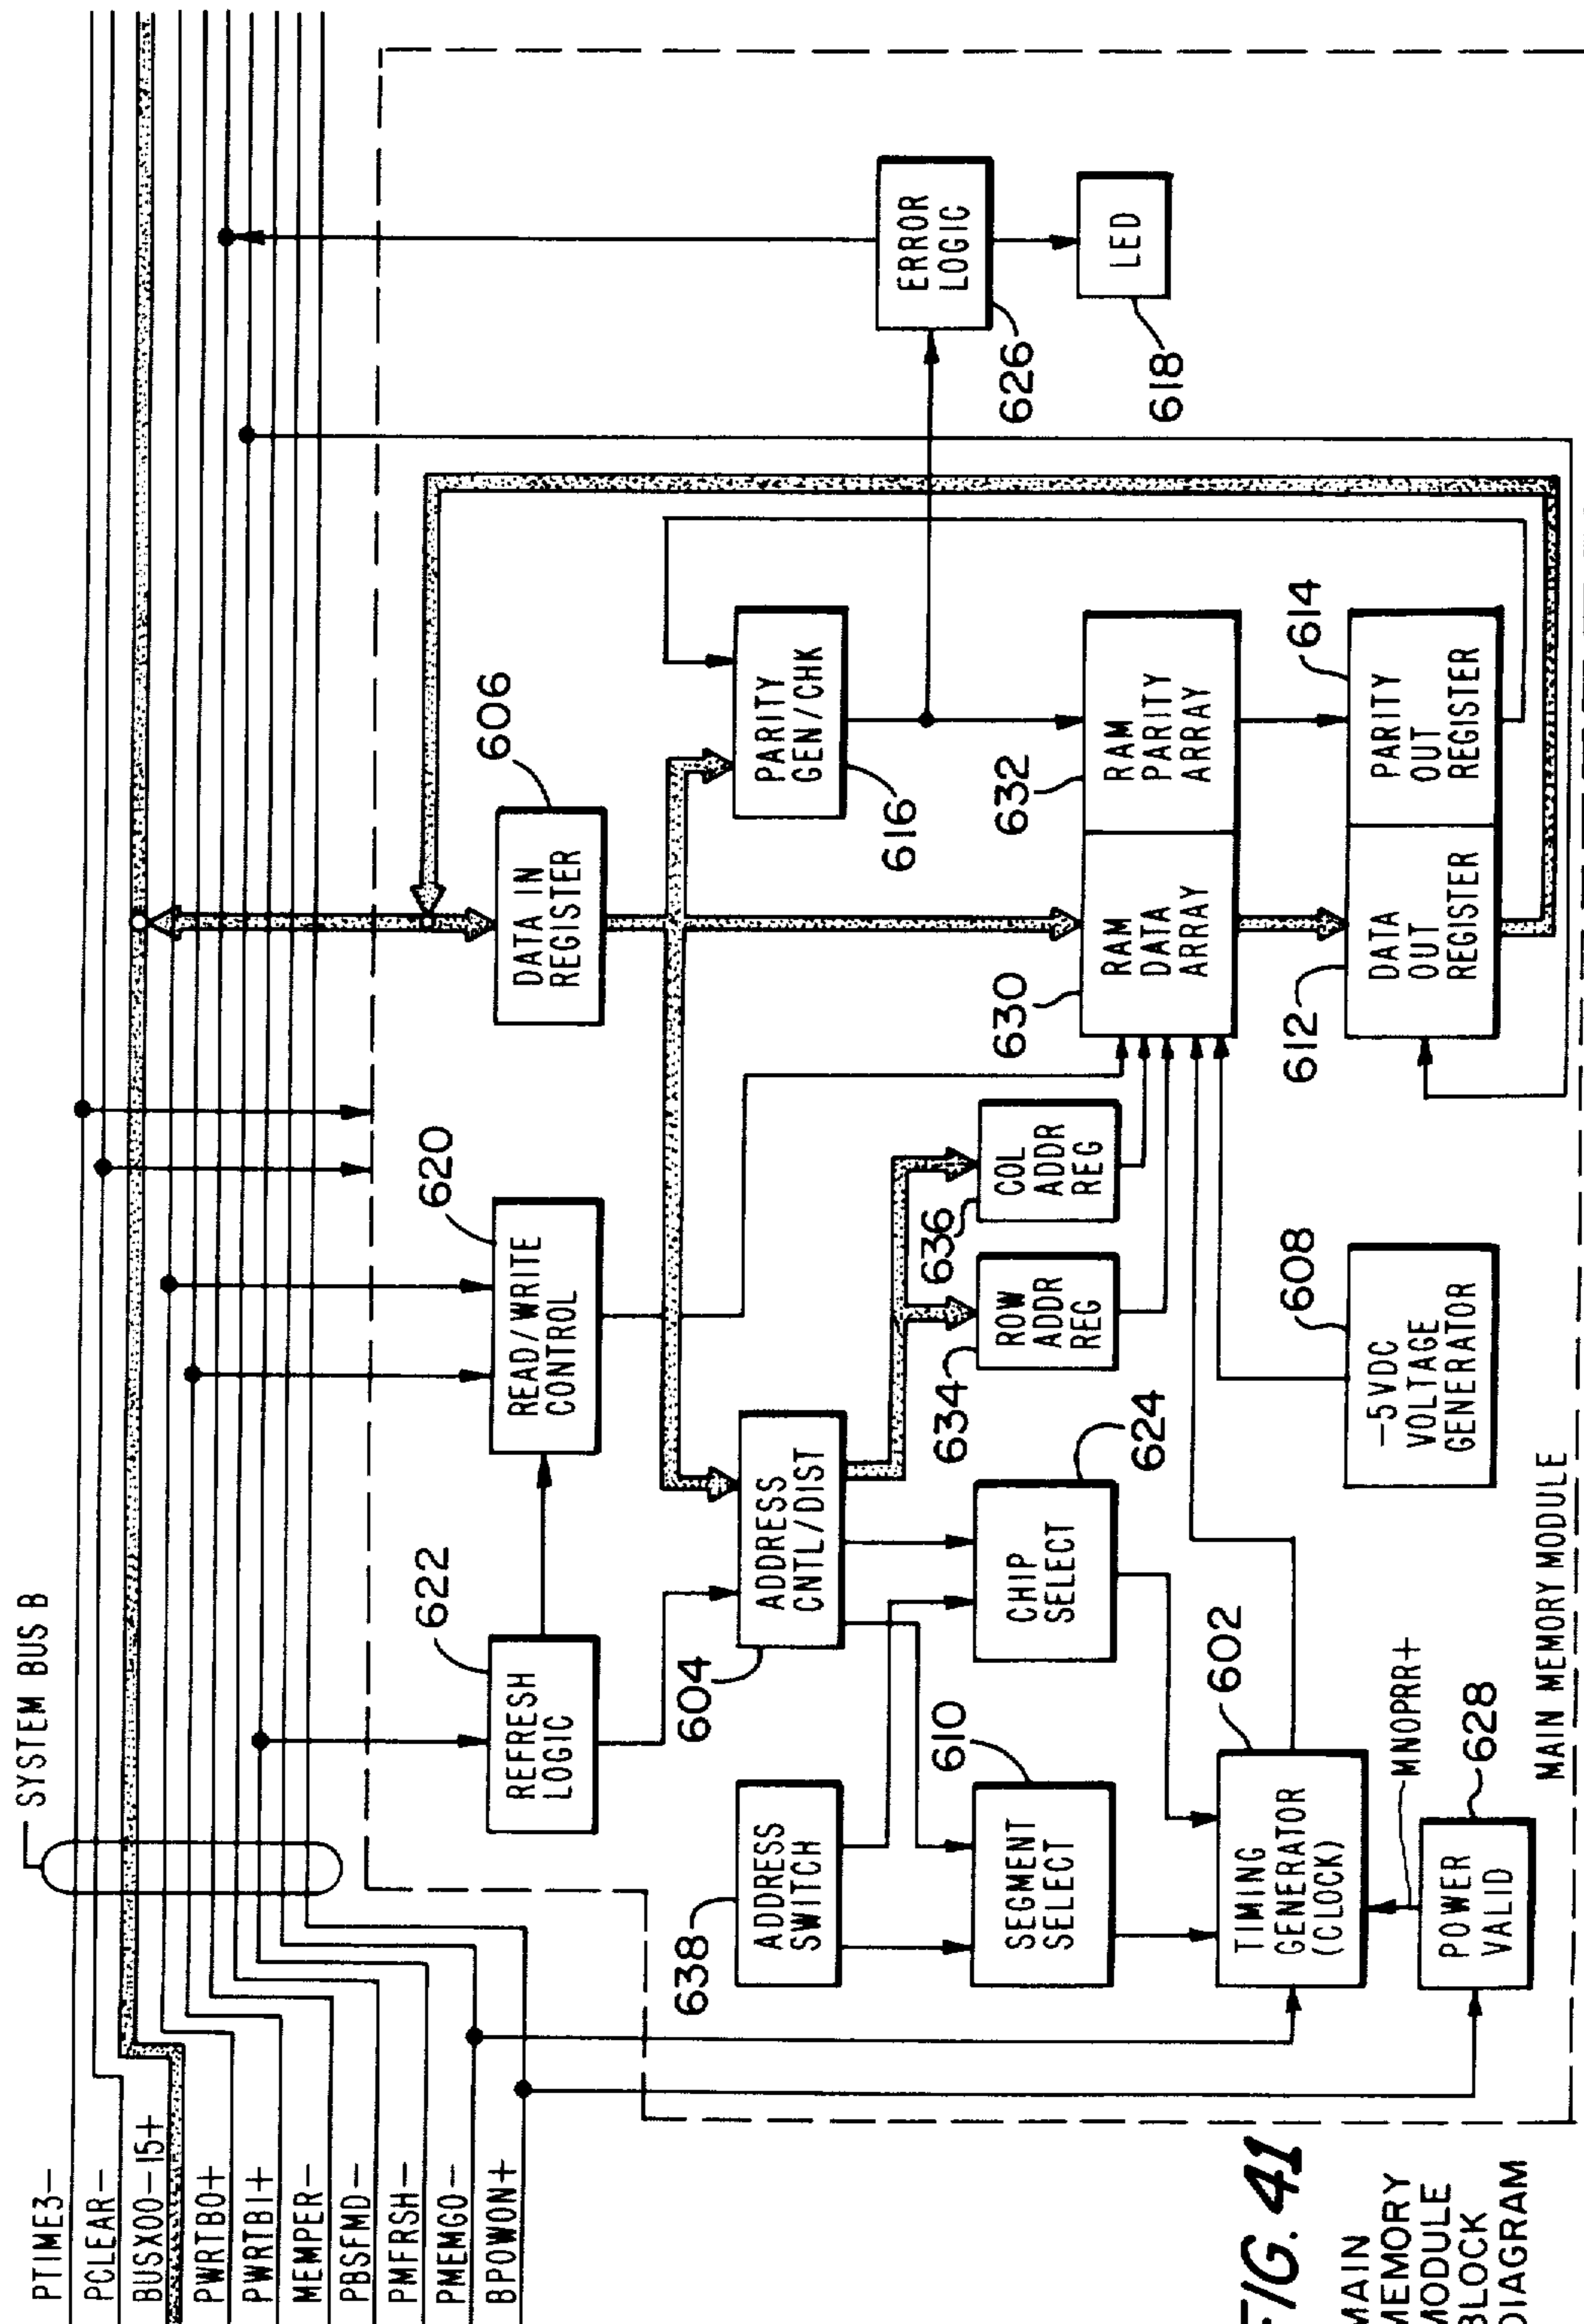 SYSTEM BUS B
PTIME3-
PCLEAR-
BUSX00-15+
PWRTB0+
PWRTB1+
MEMPER-
PBSFMD-
PMFRSH-
PMEMGO-
BPOWON+
622
REFRESH
LOGIC
620
READ/WRITE
CONTROL
606
DATA IN
REGISTER
638
ADDRESS
SWITCH
604
ADDRESS
CNTL/DIST
616
PARITY
GEN/CHK
626
ERROR
LOGIC
610
SEGMENT
SELECT
624
CHIP
SELECT
634
ROW
ADDR
REG
636
COL
ADDR
REG
630
RAM
DATA
ARRAY
632
RAM
PARITY
ARRAY
618
LED
602
TIMING
GENERATOR
(CLOCK)
MNOPRR+
628
POWER
VALID
608
-5VDC
VOLTAGE
GENERATOR
612
DATA
OUT
REGISTER
614
PARITY
OUT
REGISTER
MAIN MEMORY MODULE
FIG. 41
MAIN
MEMORY
MODULE
BLOCK
DIAGRAM